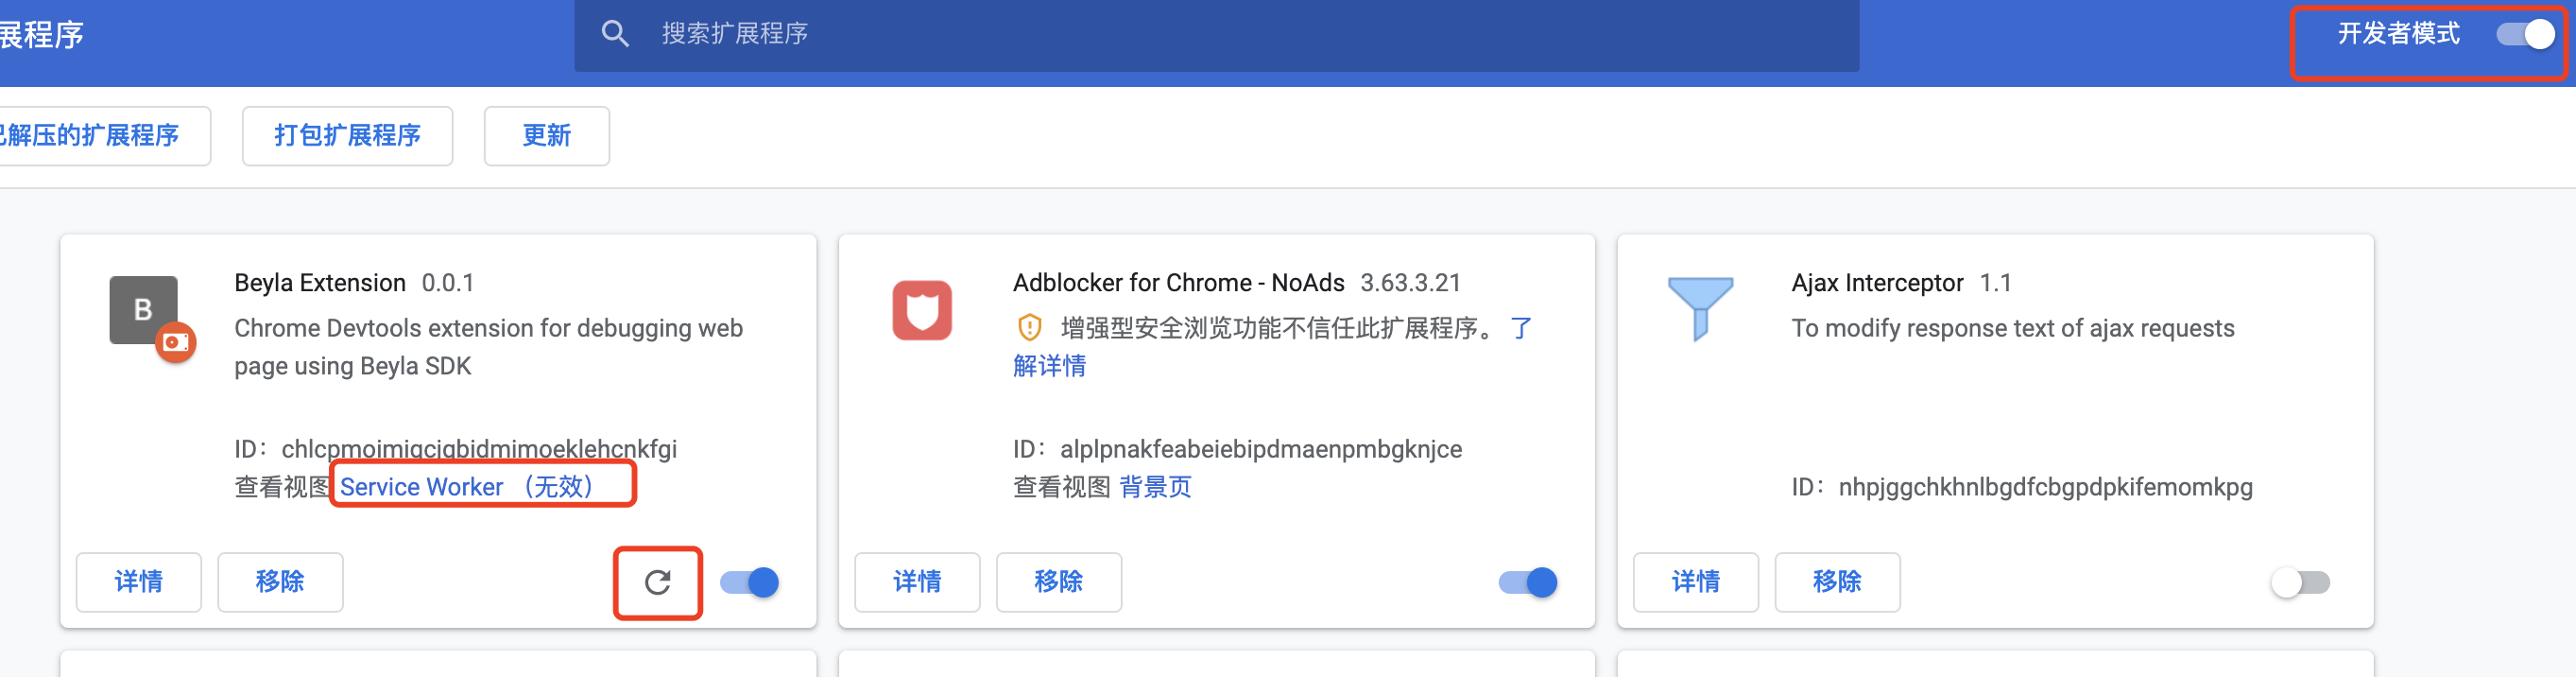 展程序
搜索扩展程序
开发者模式
已解压的扩展程序
打包扩展程序
更新
B
Beyla Extension 0.0.1
Chrome Devtools extension for debugging web
page using Beyla SDK
ID：chlcpmoimigcigbidmimoeklehcnkfgi
查看视图 Service Worker （无效）
详情
移除
Adblocker for Chrome - NoAds 3.63.3.21
增强型安全浏览功能不信任此扩展程序。 了
解详情
ID：alplpnakfeabeiebipdmaenpmbgknjce
查看视图 背景页
详情
移除
Ajax Interceptor 1.1
To modify response text of ajax requests
ID：nhpjggchkhnlbgdfcbgpdpkifemomkpg
详情
移除